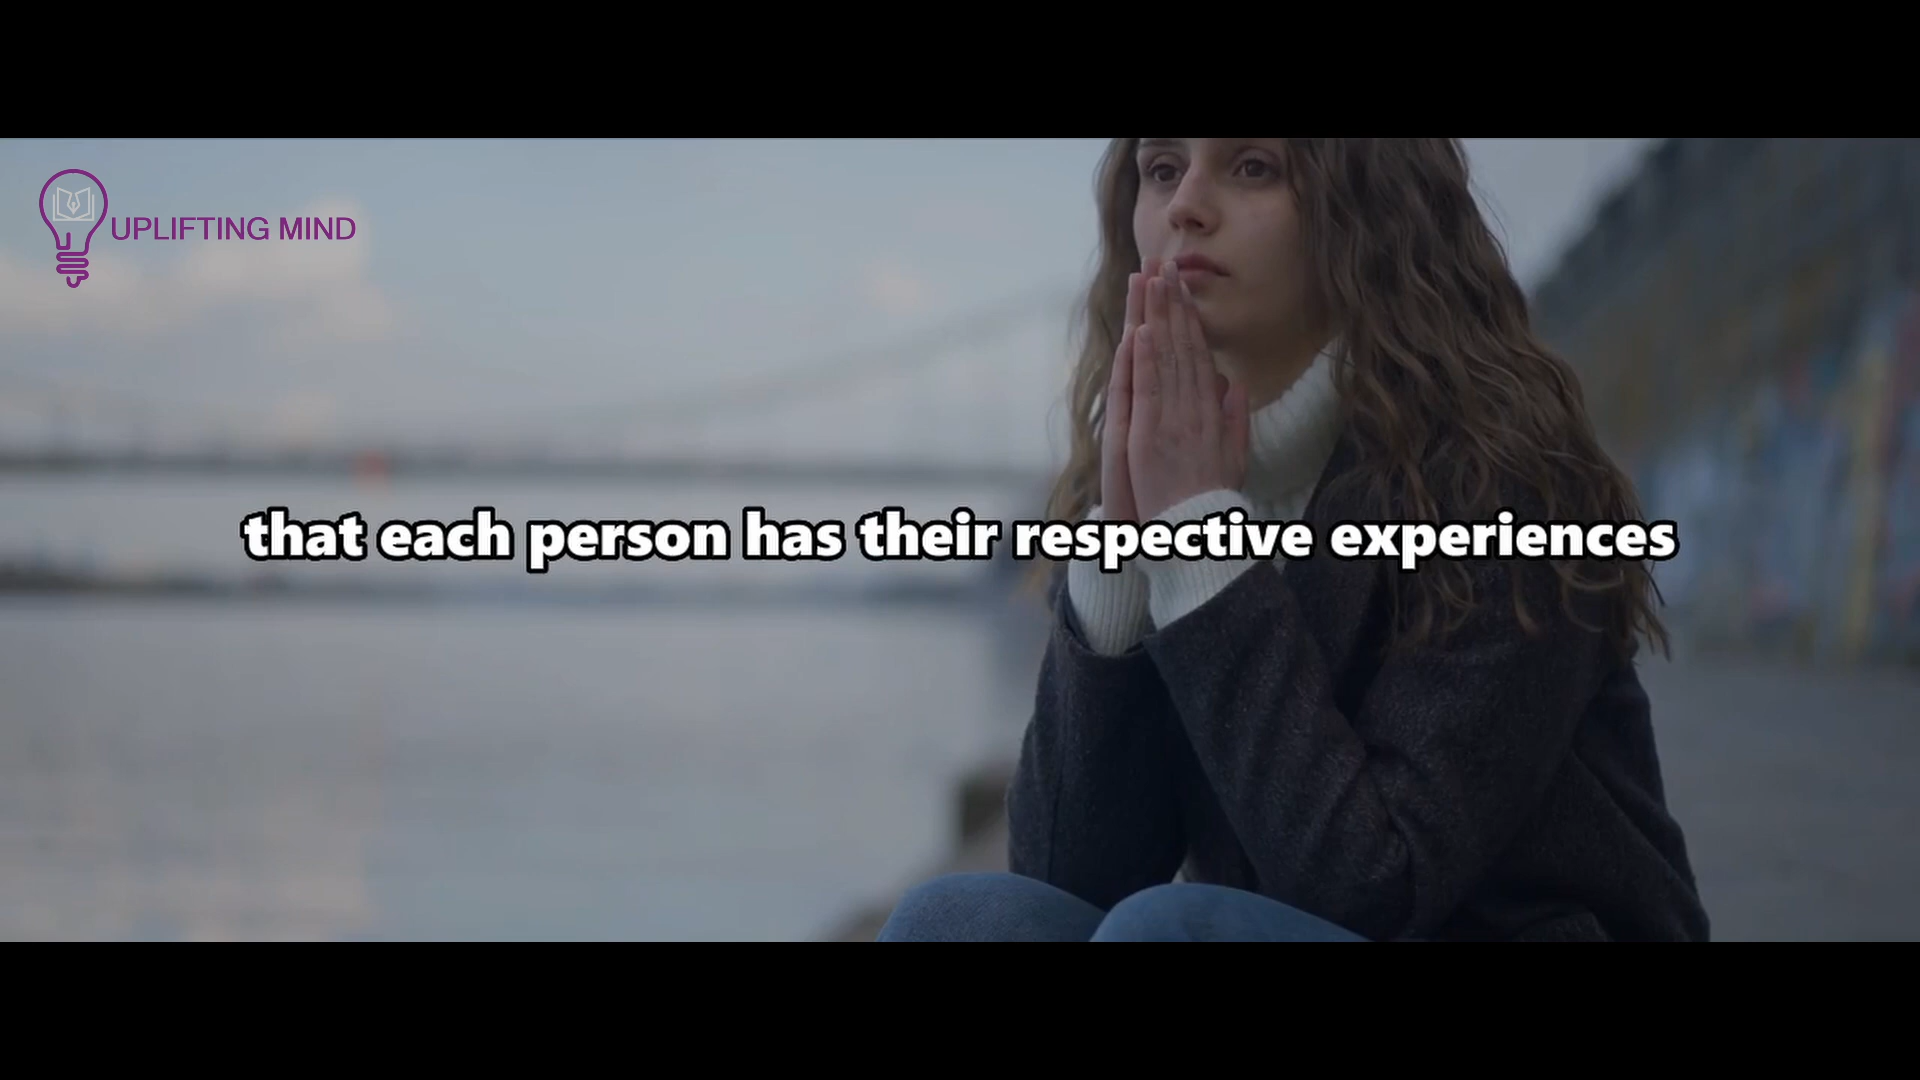 UPLIFTING MIND
that each person has their respective experiences